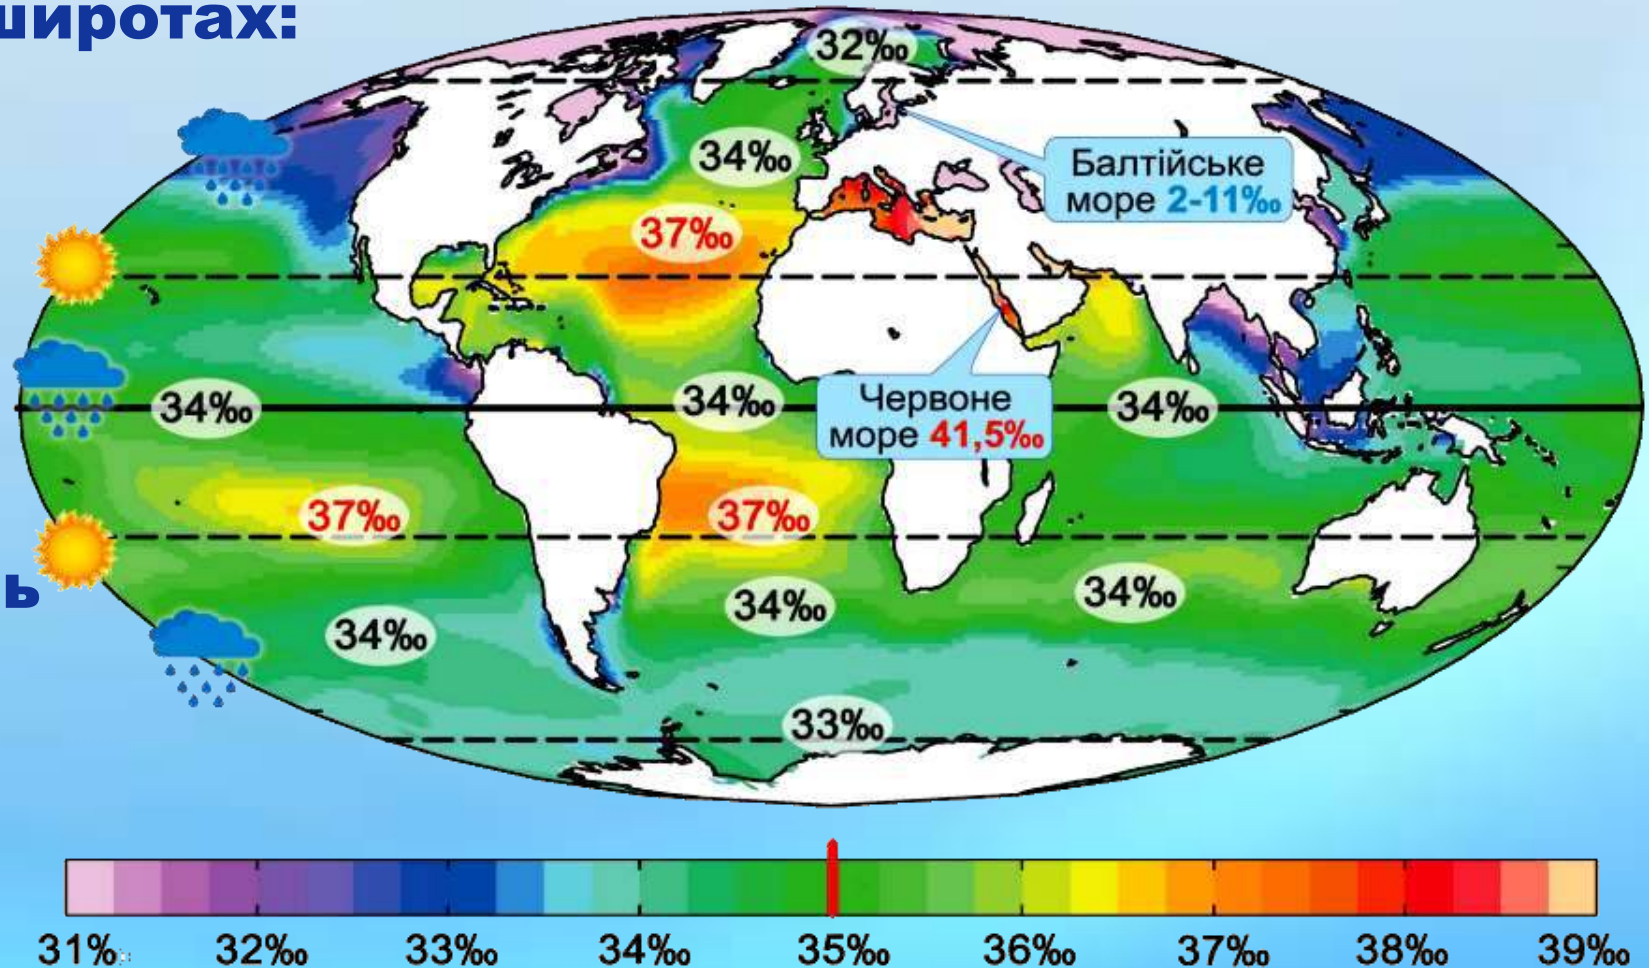 широтах:
32‰
34‰
Балтійське
море 2-11‰
37‰
34‰
34‰
Червоне
море 41,5‰
34‰
37‰
37‰
ь
34‰
34‰
34‰
33‰
31‰ 32‰ 33‰ 34‰ 35‰ 36‰ 37‰ 38‰ 39‰